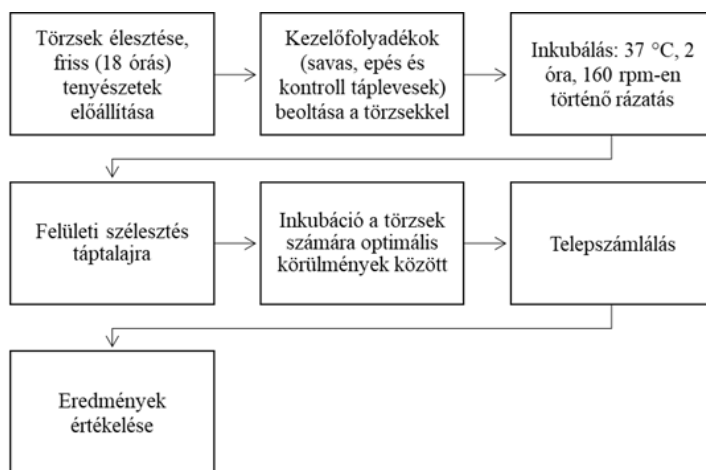 Törzsek élesztése,
friss (18 órás)
tenyészetek
előállítása
Kezelőfolyadékok
(savas, epés és
kontroll táplevesek)
beoltása a törzsekkel
Inkubálás: 37 °C, 2
óra, 160 rpm-en
történő rázatás
Felületi szélesztés
táptalajra
Inkubáció a törzsek
számára optimális
körülmények között
Telepszámlálás
Eredmények
értékelése